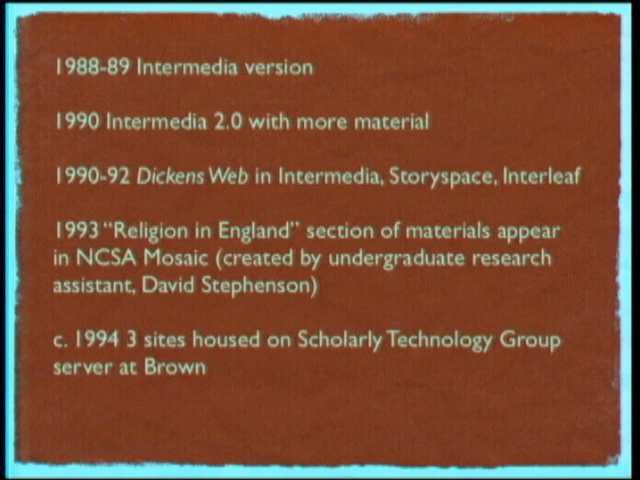 1988-89 Intermedia version
1990 Intermedia 2.0 with more material
1990-92 Dickens Web in Intermedia, Storyspace, Interleaf
1993 “Religion in England” section of materials appear
in NCSA Mosaic (created by undergraduate research
assistant, David Stephenson)
c. 1994 3 sites housed on Scholarly Technology Group
server at Brown